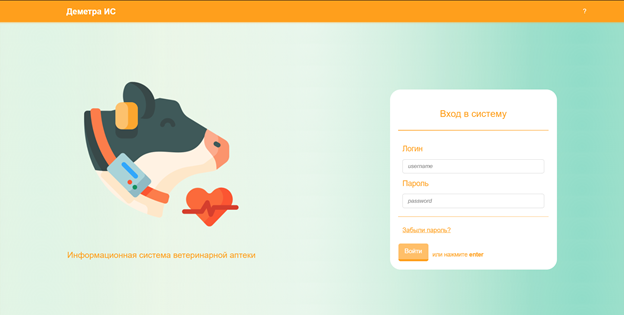 Деметра ИС
?
Вход в систему
Логин
username
Пароль
password
Забыли пароль?
Войти
или нажмите enter
Информационная система ветеринарной аптеки